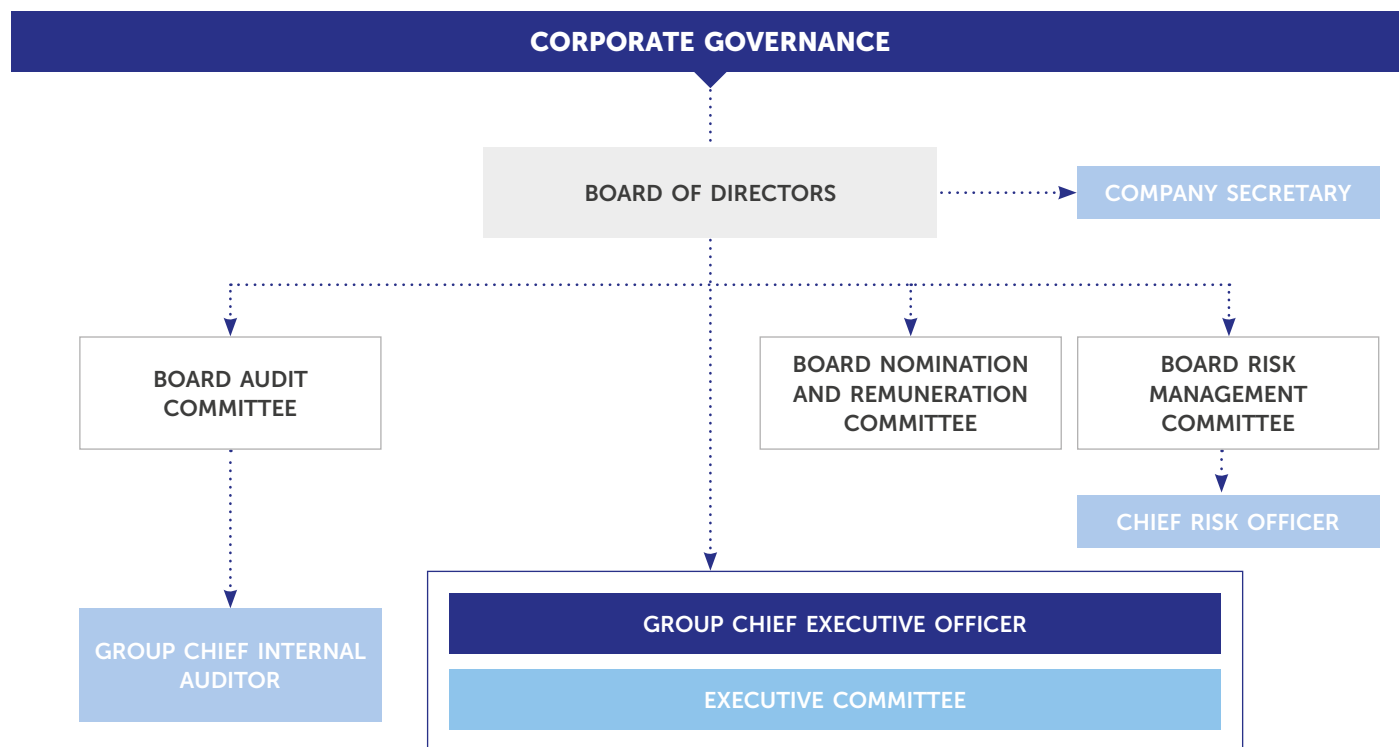 CORPORATE GOVERNANCE
BOARD OF DIRECTORS
COMPANY SECRETARY
BOARD AUDIT
COMMITTEE
BOARD NOMINATION
AND REMUNERATION
COMMITTEE
BOARD RISK
MANAGEMENT
COMMITTEE
CHIEF RISK OFFICER
GROUP CHIEF INTERNAL
AUDITOR
GROUP CHIEF EXECUTIVE OFFICER
EXECUTIVE COMMITTEE